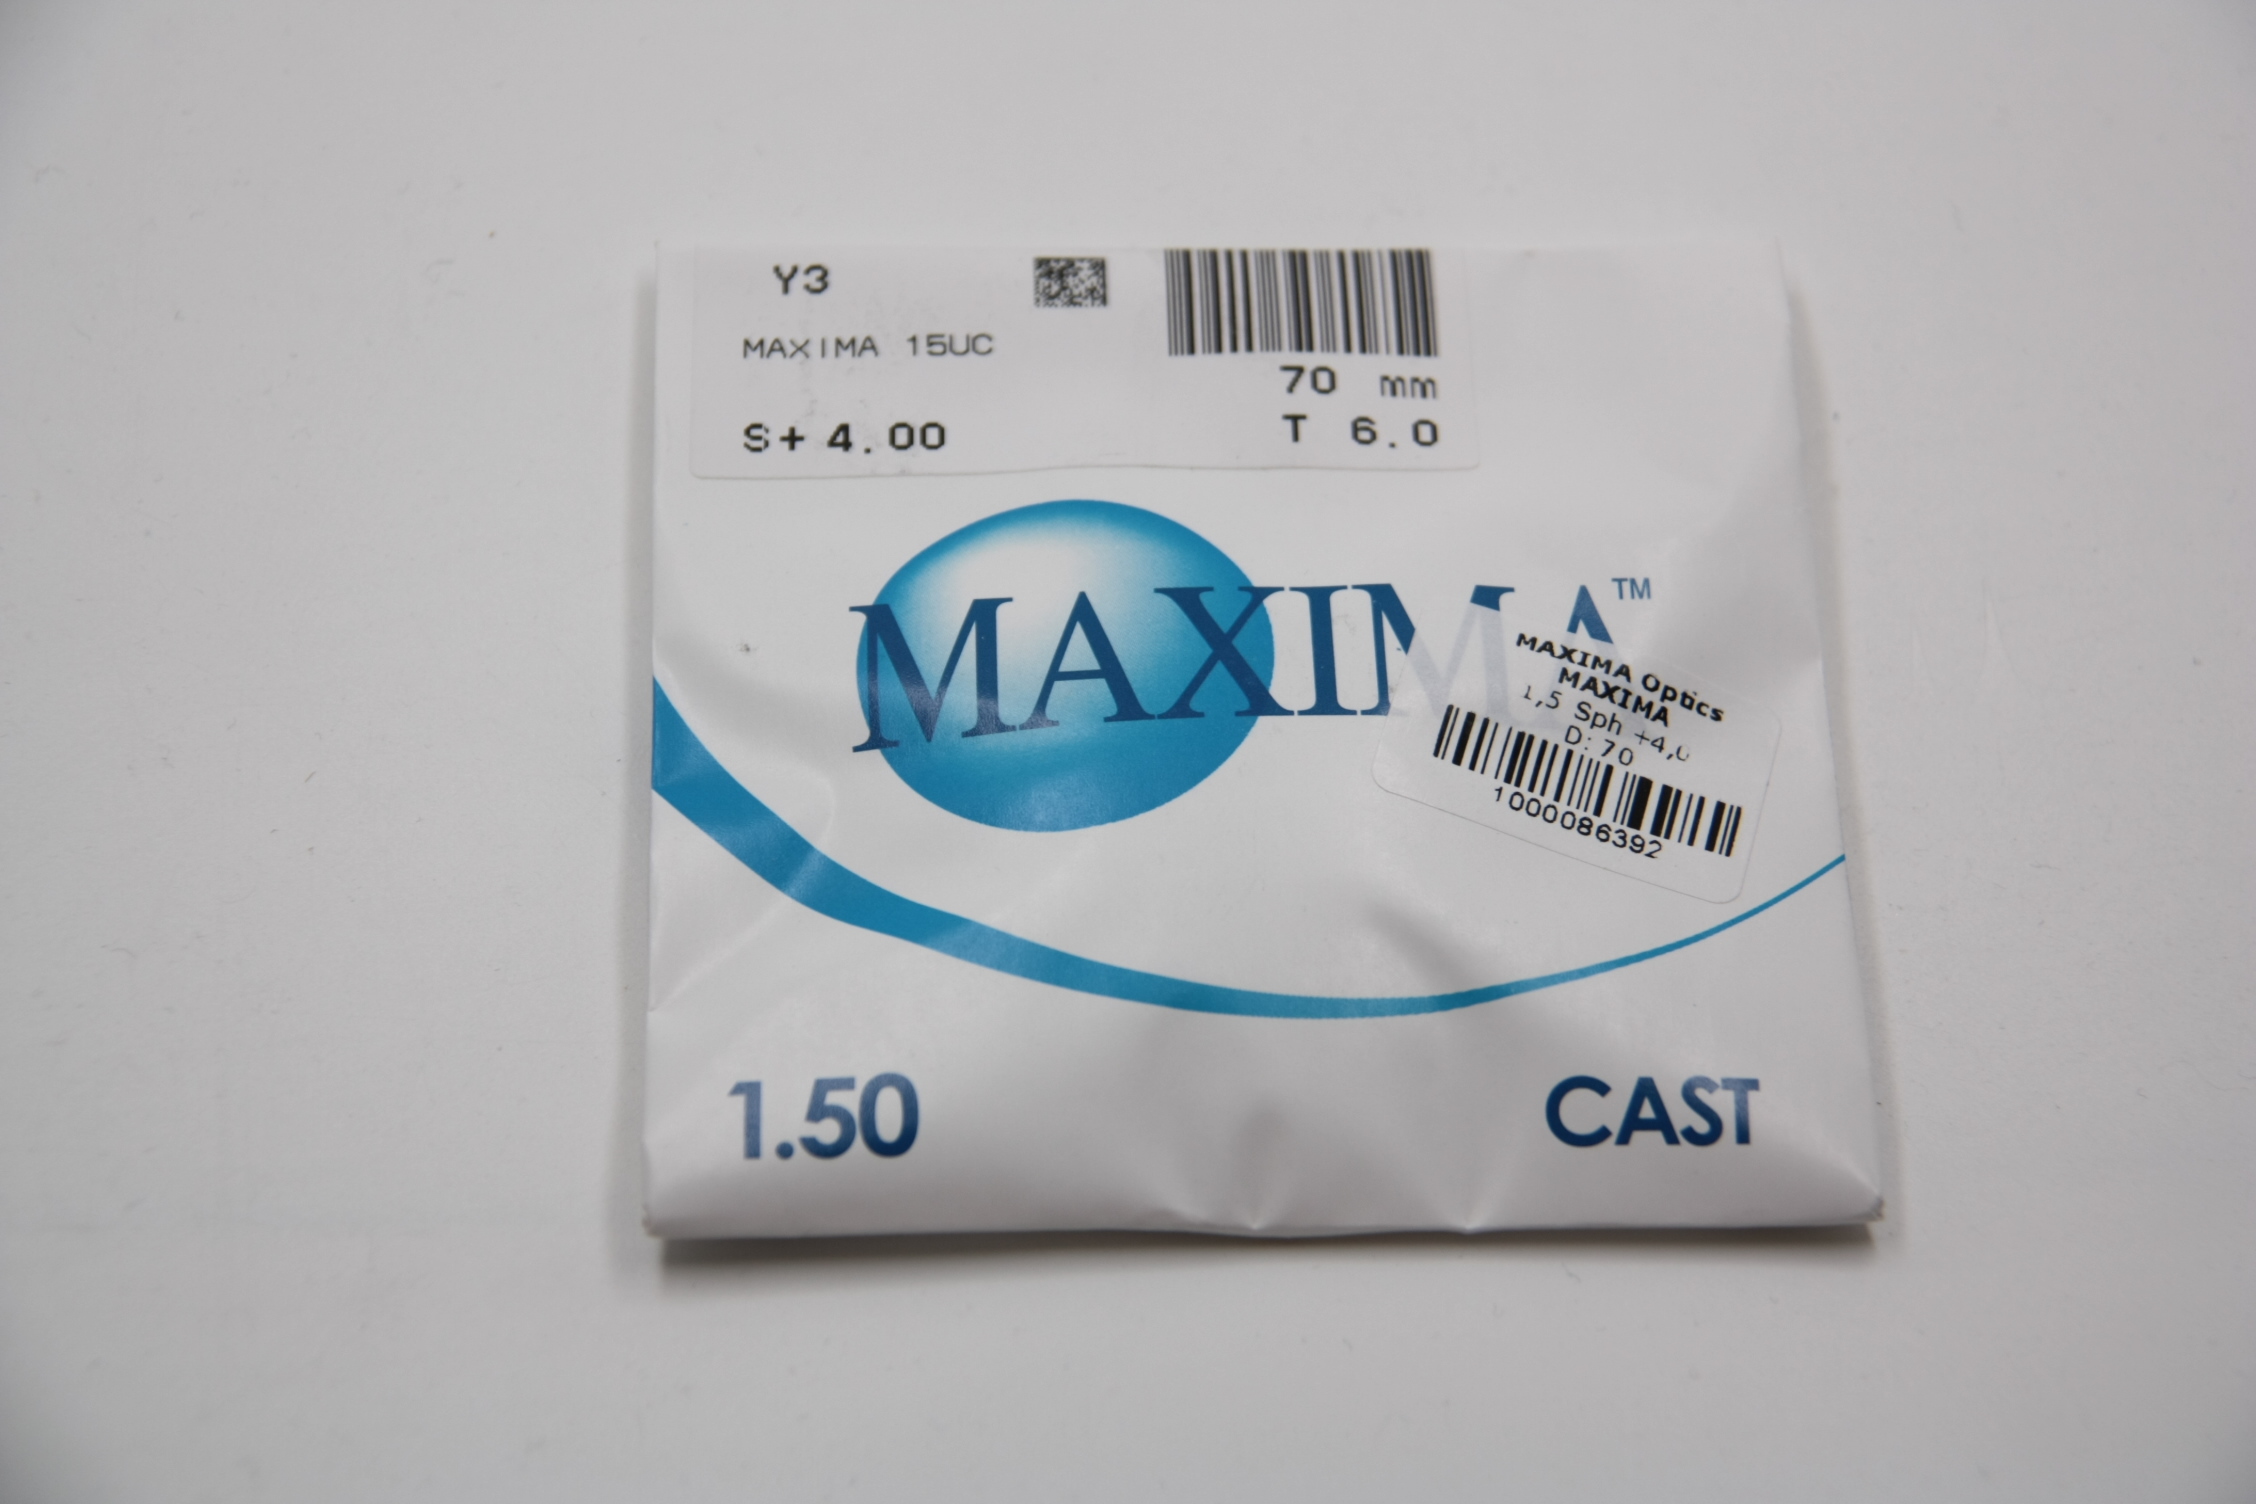 Y3
MAXIMA 15UC
70 mm
S+ 4.00
T 6.0
MAXIMA™
MAXIMA Optics
MAXIMA
1,5 Sph +4,0
D: 70
1000086392
1.50
CAST